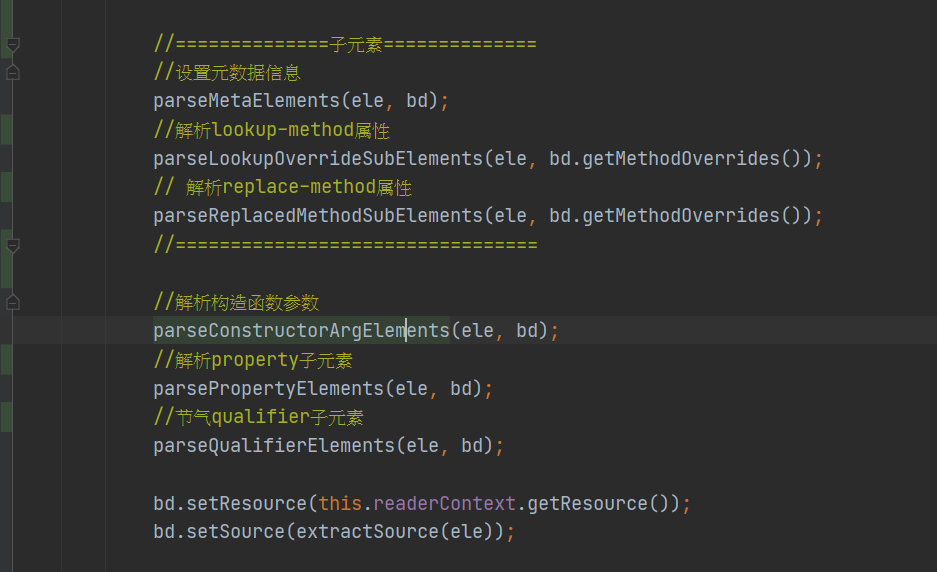 //==============子元素==============
//设置元数据信息
parseMetaElements(ele, bd);
//解析lookup-method属性
parseLookupOverrideSubElements(ele, bd.getMethodOverrides());
// 解析replace-method属性
parseReplacedMethodSubElements(ele, bd.getMethodOverrides());
//=================================
//解析构造函数参数
parseConstructorArgElements(ele, bd);
//解析property子元素
parsePropertyElements(ele, bd);
//节气qualifier子元素
parseQualifierElements(ele, bd);
bd.setResource(this.readerContext.getResource());
bd.setSource(extractSource(ele));